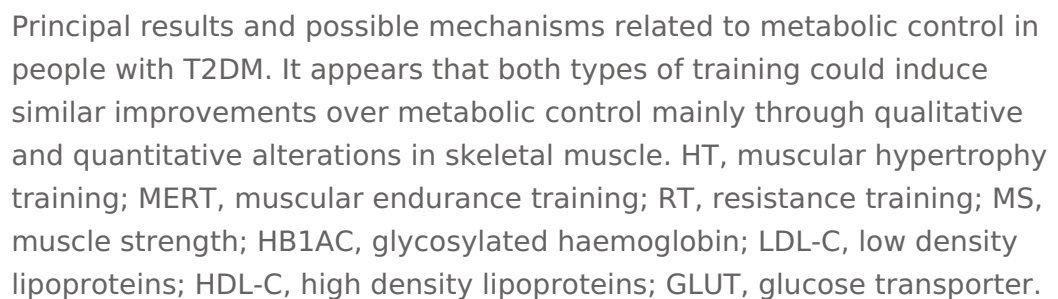 Principal results and possible mechanisms related to metabolic control in
people with T2DM. It appears that both types of training could induce
similar improvements over metabolic control mainly through qualitative
and quantitative alterations in skeletal muscle. HT, muscular hypertrophy
training; MERT, muscular endurance training; RT, resistance training; MS,
muscle strength; HB1AC, glycosylated haemoglobin; LDL-C, low density
lipoproteins; HDL-C, high density lipoproteins; GLUT, glucose transporter.